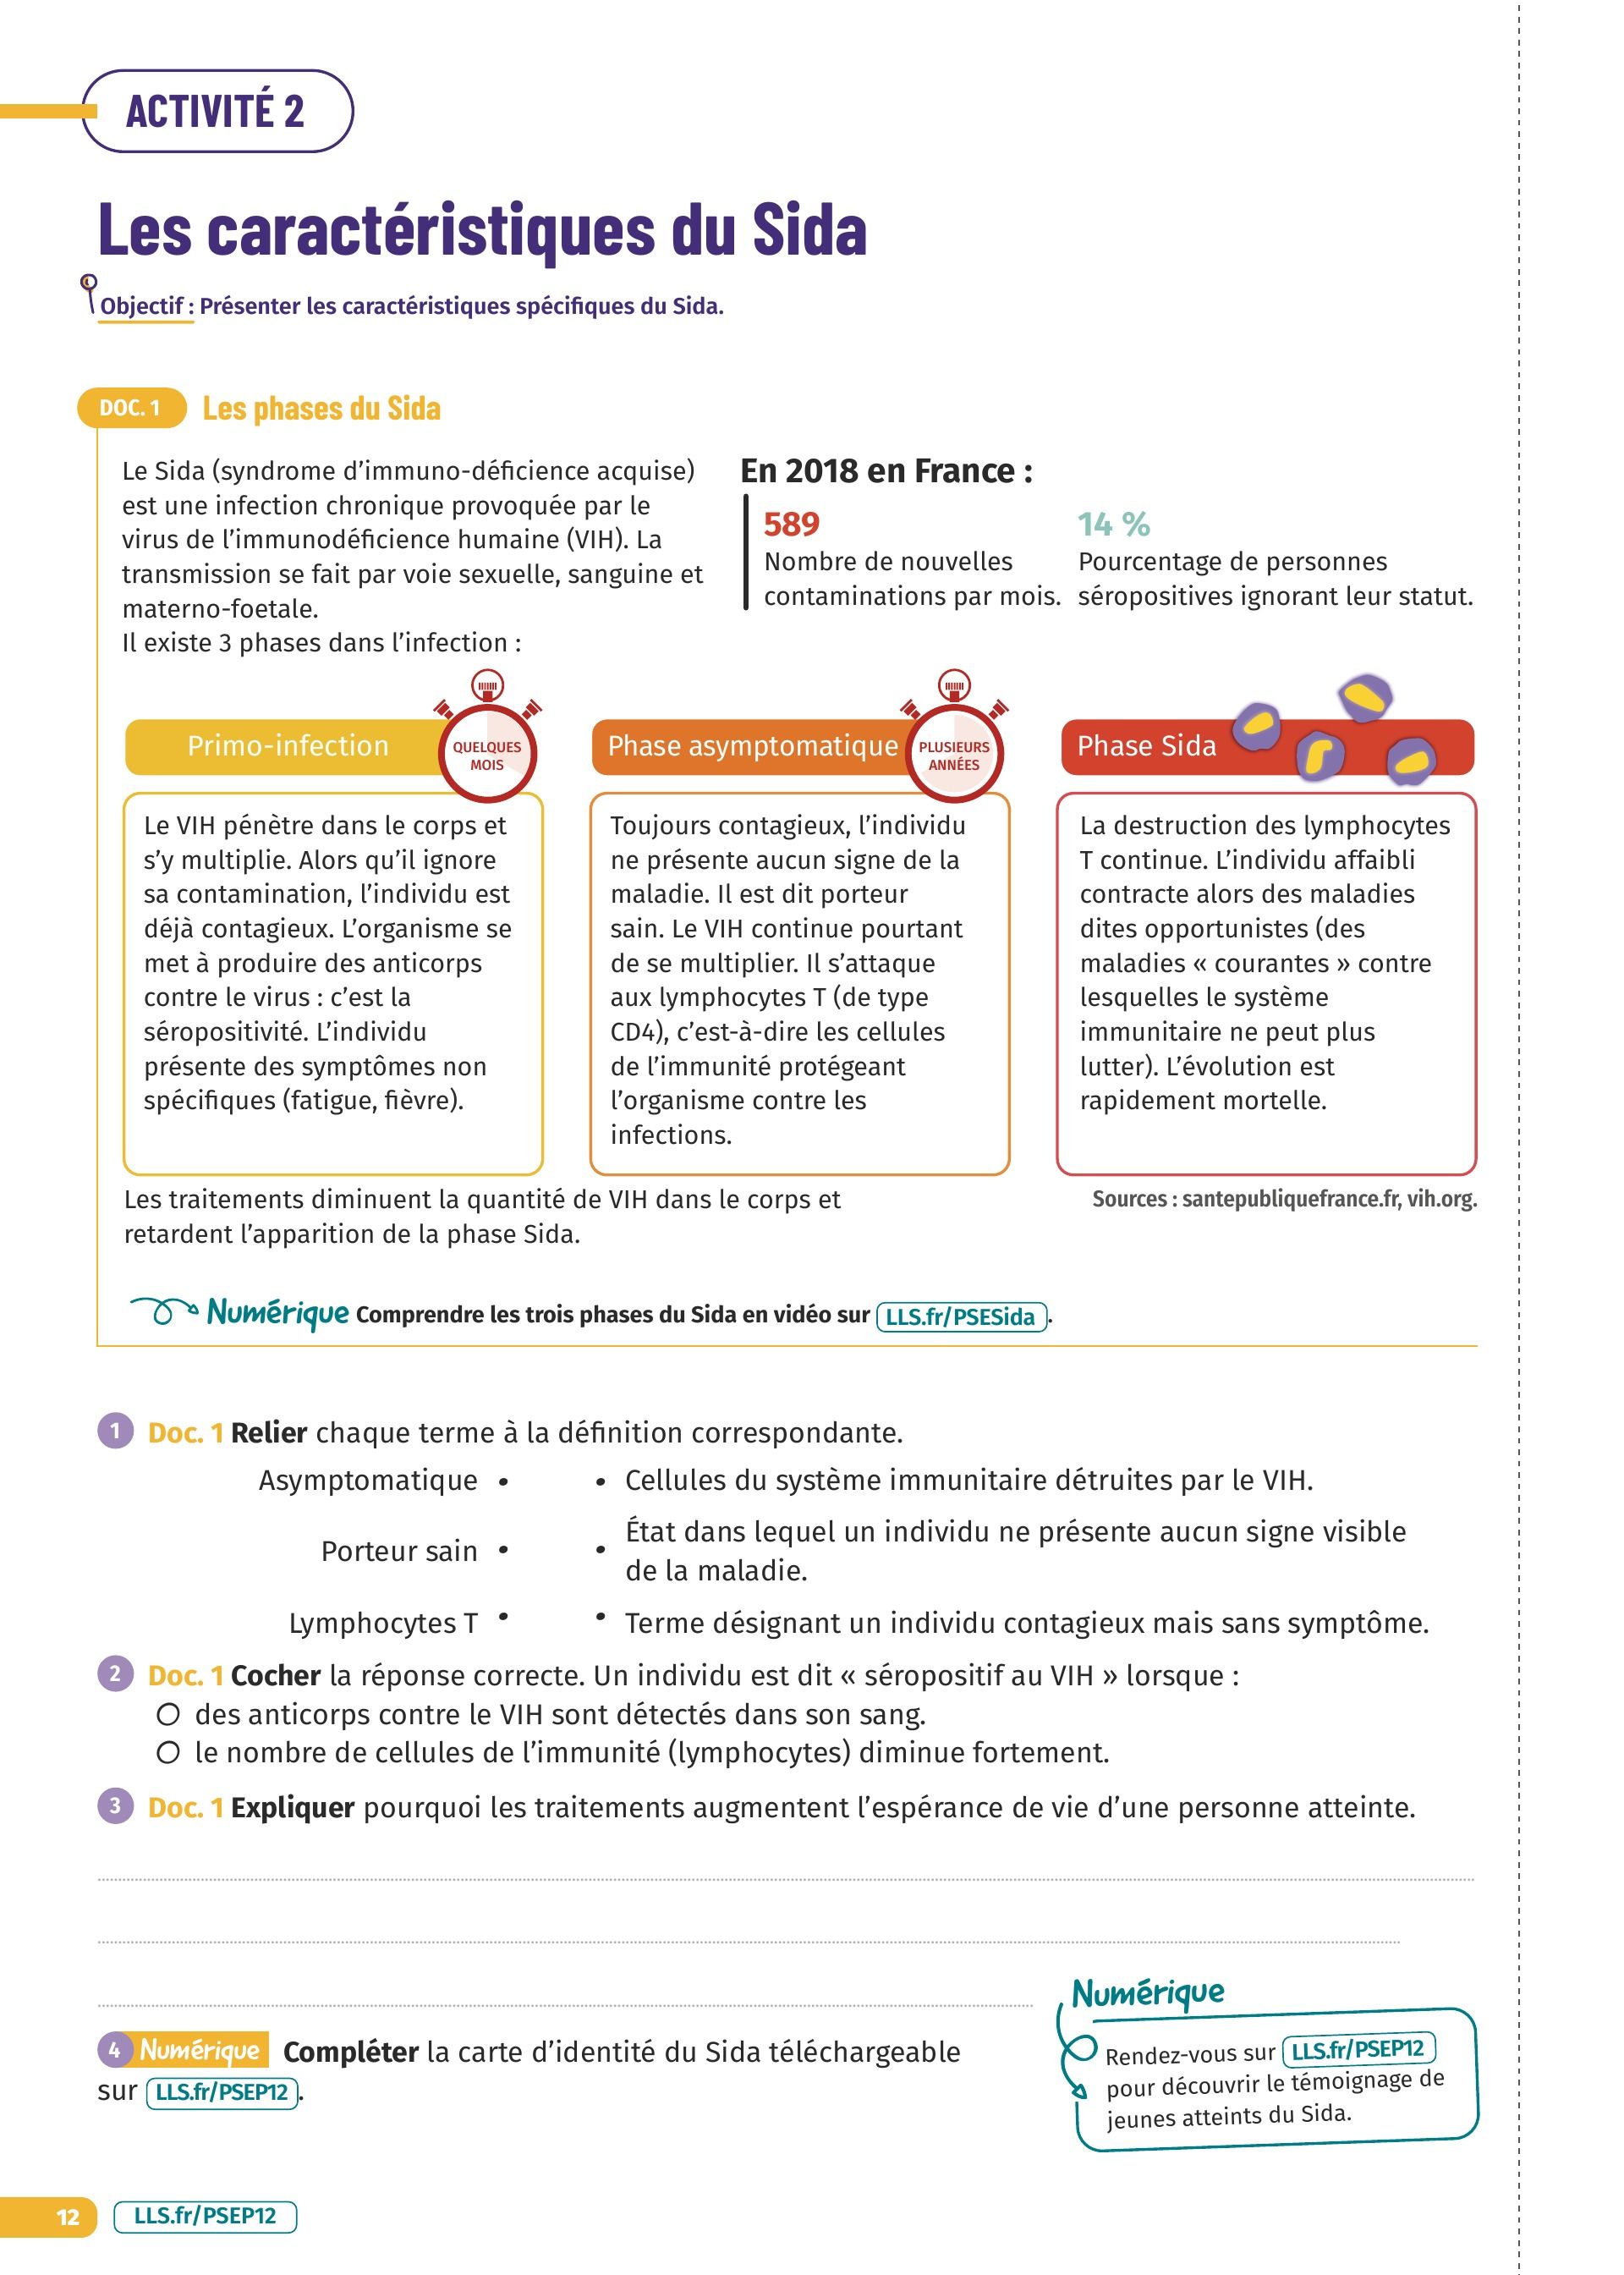 ACTIVITÉ 2
Les caractéristiques du Sida
Objectif : Présenter les caractéristiques spécifiques du Sida.
DOC. 1 Les phases du Sida
Le Sida (syndrome d’immuno-déficience acquise)
est une infection chronique provoquée par le
virus de l’immunodéficience humaine (VIH). La
transmission se fait par voie sexuelle, sanguine et
materno-foetale.
Il existe 3 phases dans l’infection :
En 2018 en France :
589
Nombre de nouvelles
contaminations par mois.
14 %
Pourcentage de personnes
séropositives ignorant leur statut.
Primo-infection
QUELQUES
MOIS
Le VIH pénètre dans le corps et
s’y multiplie. Alors qu’il ignore
sa contamination, l’individu est
déjà contagieux. L’organisme se
met à produire des anticorps
contre le virus : c’est la
séropositivité. L’individu
présente des symptômes non
spécifiques (fatigue, fièvre).
Phase asymptomatique
PLUSIEURS
ANNÉES
Toujours contagieux, l’individu
ne présente aucun signe de la
maladie. Il est dit porteur
sain. Le VIH continue pourtant
de se multiplier. Il s’attaque
aux lymphocytes T (de type
CD4), c’est-à-dire les cellules
de l’immunité protégeant
l’organisme contre les
infections.
Phase Sida
La destruction des lymphocytes
T continue. L’individu affaibli
contracte alors des maladies
dites opportunistes (des
maladies « courantes » contre
lesquelles le système
immunitaire ne peut plus
lutter). L’évolution est
rapidement mortelle.
Les traitements diminuent la quantité de VIH dans le corps et
retardent l’apparition de la phase Sida.
Sources : santepubliquefrance.fr, vih.org.
Numérique Comprendre les trois phases du Sida en vidéo sur LLS.fr/PSESida .
1 Doc. 1 Relier chaque terme à la définition correspondante.
Asymptomatique •
Porteur sain •
Lymphocytes T •
• Cellules du système immunitaire détruites par le VIH.
• État dans lequel un individu ne présente aucun signe visible
de la maladie.
• Terme désignant un individu contagieux mais sans symptôme.
2 Doc. 1 Cocher la réponse correcte. Un individu est dit « séropositif au VIH » lorsque :
O des anticorps contre le VIH sont détectés dans son sang.
O le nombre de cellules de l’immunité (lymphocytes) diminue fortement.
3 Doc. 1 Expliquer pourquoi les traitements augmentent l’espérance de vie d’une personne atteinte.
4 Numérique Compléter la carte d’identité du Sida téléchargeable
sur LLS.fr/PSEP12 .
Numérique
Rendez-vous sur LLS.fr/PSEP12
pour découvrir le témoignage de
jeunes atteints du Sida.
12 LLS.fr/PSEP12